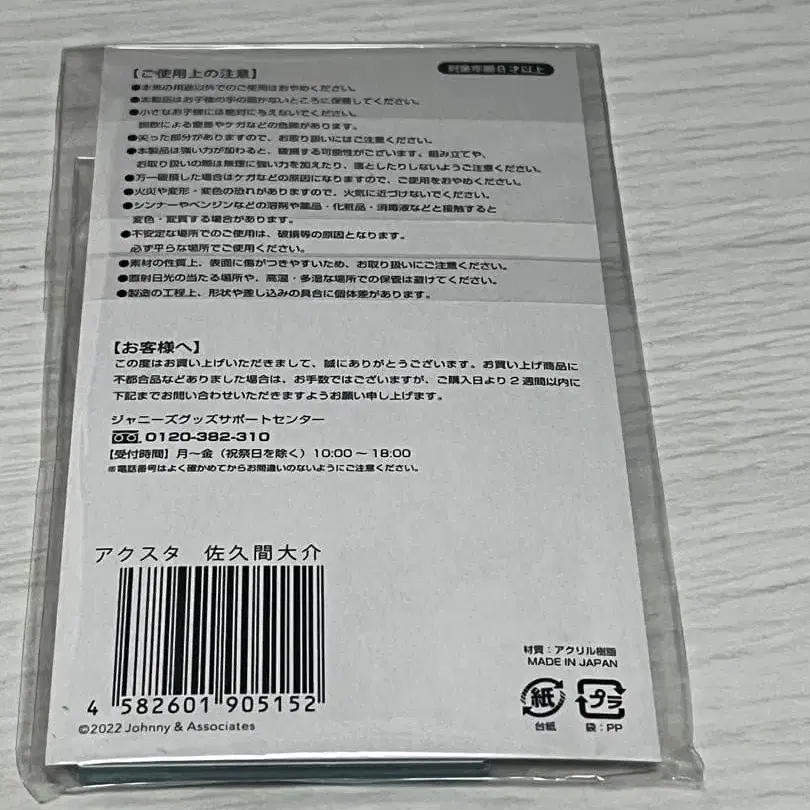 【ご使用上の注意】
対象年齢6才以上
●本来の用途以外でのご使用はおやめください。
●本製品はお子様の手の届かないところに保管してください。
●小さなお子様には絶対に与えないでください。
誤飲による窒息やケガなどの危険があります。
●尖った部分がありますので、お取り扱いにはご注意ください。
●本製品は強い力が加わると、破損する可能性がございます。組み立てや、
お取り扱いの際は無理に強い力を加えたり、落としたりしないようご注意ください。
●万一破損した場合はケガなどの原因になりますので、ご使用をおやめください。
●火災や変形・変色の恐れがありますので、火気に近づけないでください。
●シンナーやベンジンなどの溶剤や薬品・化粧品・消毒液などと接触すると
変色・変質する場合があります。
●不安定な場所でのご使用は、破損等の原因となります。
必ず平らな場所でご使用ください。
●素材の性質上、表面に傷がつきやすいため、お取り扱いにご注意ください。
●直射日光の当たる場所や、高温・多湿な場所での保管は避けてください。
●製造の工程上、形状や差し込みの具合に個体差があります。
【お客様へ】
この度はお買い上げいただきまして、誠にありがとうございます。お買い上げ商品に
不都合品などありました場合は、お手数ではございますが、ご購入日より2週間以内に
下記までお問い合わせいただきますようお願い申し上げます。
ジャニーズグッズサポートセンター
0120-382-310
【受付時間】月〜金（祝祭日を除く）10:00〜18:00
※電話番号はよく確かめてからお間違いのないようにご注意ください。
アクスタ 佐久間大介
4 582601 905152
©2022 Johnny & Associates
材質：アクリル樹脂
MADE IN JAPAN
紙 プラ
台紙 袋：PP